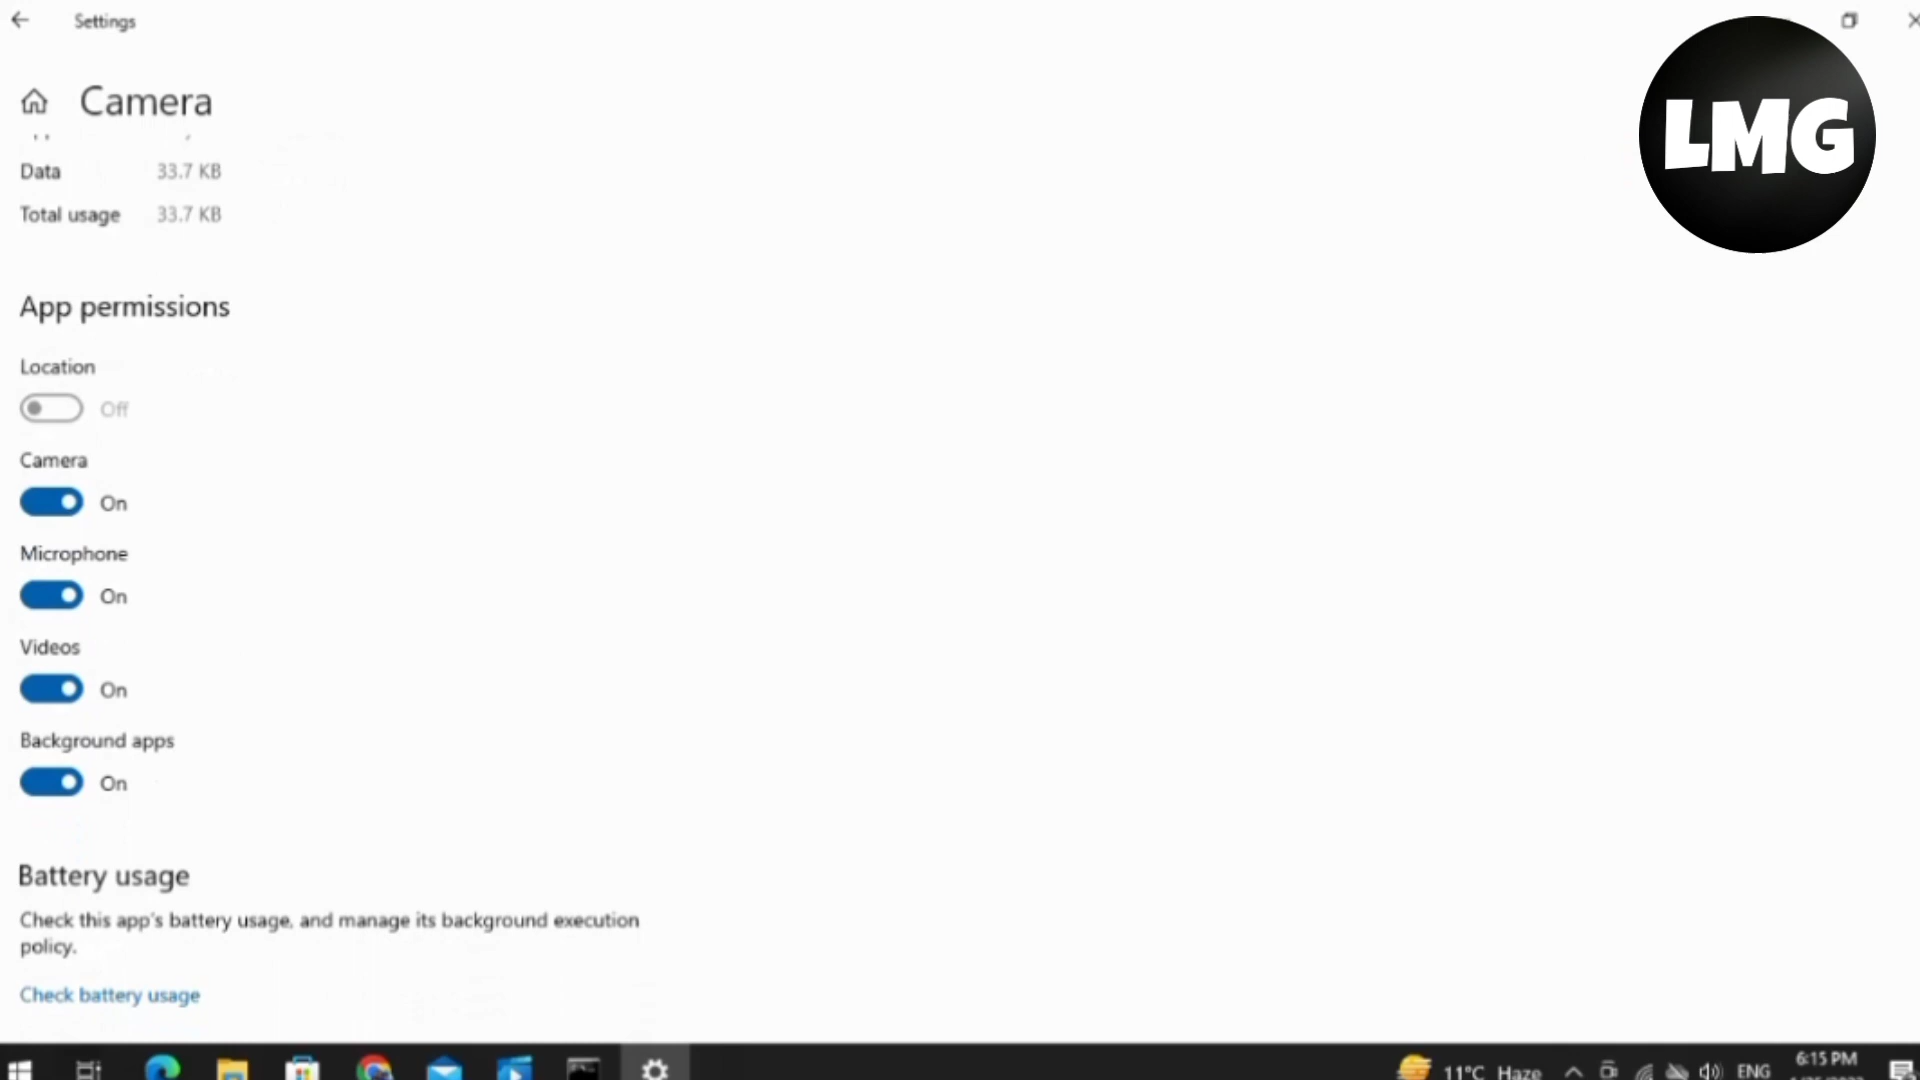 Settings
Camera
Data 33.7 KB
Total usage 33.7 KB
App permissions
Location
Off
Camera
On
Microphone
On
Videos
On
Background apps
On
Battery usage
Check this app's battery usage, and manage its background execution
policy.
Check battery usage
LMG
11°C Haze ENG 6:15 PM